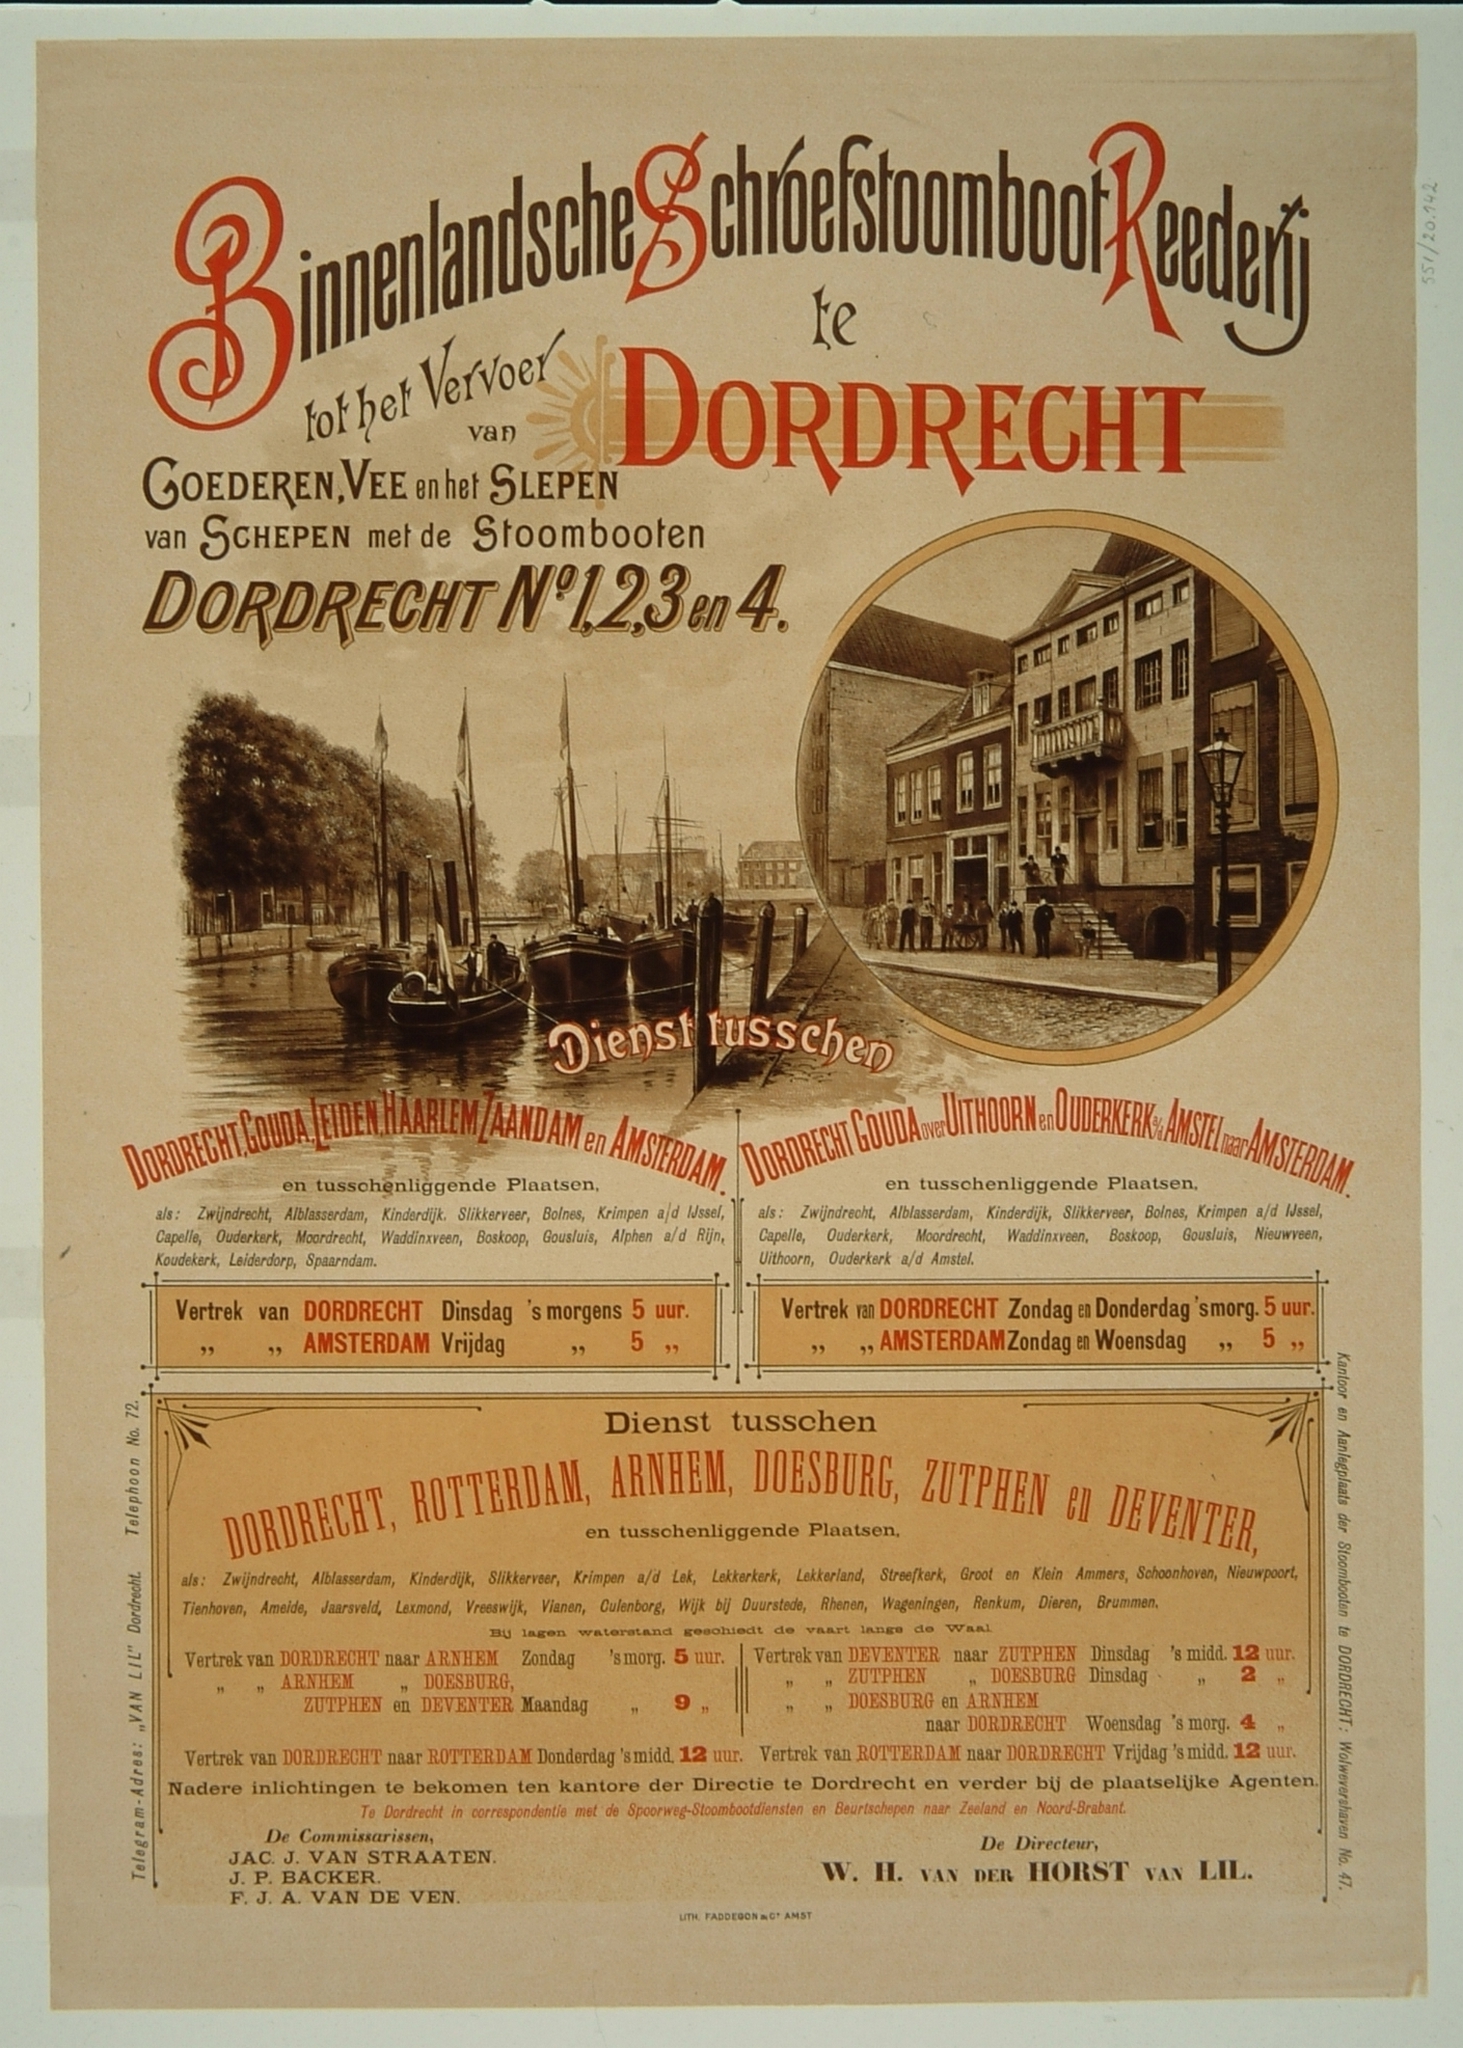 Binnenlandsche Schroefstoomboot Reederij
te
DORDRECHT
tot het Vervoer
van
GOEDEREN, VEE en het SLEPEN
van SCHEPEN met de Stoombooten
DORDRECHT No. 1, 2, 3 en 4.
Dienst tusschen
DORDRECHT, GOUDA, LEIDEN, HAARLEM, ZAANDAM en AMSTERDAM.
en tusschenliggende Plaatsen,
als: Zwijndrecht, Alblasserdam, Kinderdijk. Slikkerveer, Bolnes, Krimpen a/d IJssel,
Capelle, Ouderkerk, Moordrecht, Waddinxveen, Boskoop, Gousluis, Alphen a/d Rijn,
Koudekerk, Leiderdorp, Spaarndam.
Vertrek van DORDRECHT Dinsdag 's morgens 5 uur.
„ „ AMSTERDAM Vrijdag „ 5 „
DORDRECHT GOUDA over UITHOORN en OUDERKERK a/d AMSTEL naar AMSTERDAM.
en tusschenliggende Plaatsen,
als: Zwijndrecht, Alblasserdam, Kinderdijk, Slikkerveer, Bolnes, Krimpen a/d IJssel,
Capelle, Ouderkerk, Moordrecht, Waddinxveen, Boskoop, Gousluis, Nieuwveen,
Uithoorn, Ouderkerk a/d Amstel.
Vertrek van DORDRECHT Zondag en Donderdag 's morg. 5 uur.
„ „ AMSTERDAM Zondag en Woensdag „ 5 „
Dienst tusschen
DORDRECHT, ROTTERDAM, ARNHEM, DOESBURG, ZUTPHEN en DEVENTER,
en tusschenliggende Plaatsen,
als: Zwijndrecht, Alblasserdam, Kinderdijk, Slikkerveer, Krimpen a/d Lek, Lekkerkerk, Lekkerland, Streefkerk, Groot en Klein Ammers, Schoonhoven, Nieuwpoort,
Tienhoven, Ameide, Jaarsveld, Lexmond, Vreeswijk, Vianen, Culenborg, Wijk bij Duurstede, Rhenen, Wageningen, Renkum, Dieren, Brummen.
Bij lagen waterstand geschiedt de vaart langs de Waal
Vertrek van DORDRECHT naar ARNHEM Zondag 's morg. 5 uur.
„ „ ARNHEM „ DOESBURG,
ZUTPHEN en DEVENTER Maandag „ 9 „
Vertrek van DEVENTER naar ZUTPHEN Dinsdag 's midd. 12 uur.
„ „ ZUTPHEN „ DOESBURG Dinsdag „ 2 „
„ „ DOESBURG en ARNHEM
naar DORDRECHT Woensdag 's morg. 4 „
Vertrek van DORDRECHT naar ROTTERDAM Donderdag 's midd. 12 uur.
Vertrek van ROTTERDAM naar DORDRECHT Vrijdag 's midd. 12 uur.
Nadere inlichtingen te bekomen ten kantore der Directie te Dordrecht en verder bij de plaatselijke Agenten.
Te Dordrecht in correspondentie met de Spoorweg-Stoombootdiensten en Beurtschepen naar Zeeland en Noord-Brabant.
De Commissarissen,
JAC. J. VAN STRAATEN.
J. P. BACKER.
F. J. A. VAN DE VEN.
De Directeur,
W. H. VAN DER HORST VAN LIL.
Telegram-Adres: „VAN LIL" Dordrecht. Telephoon No. 72.
Kantoor en Aanlegplaats der Stoombooten te DORDRECHT: Wolwevershaven No. 47.
LITH. FADDEGON & Co AMST
551/20.142